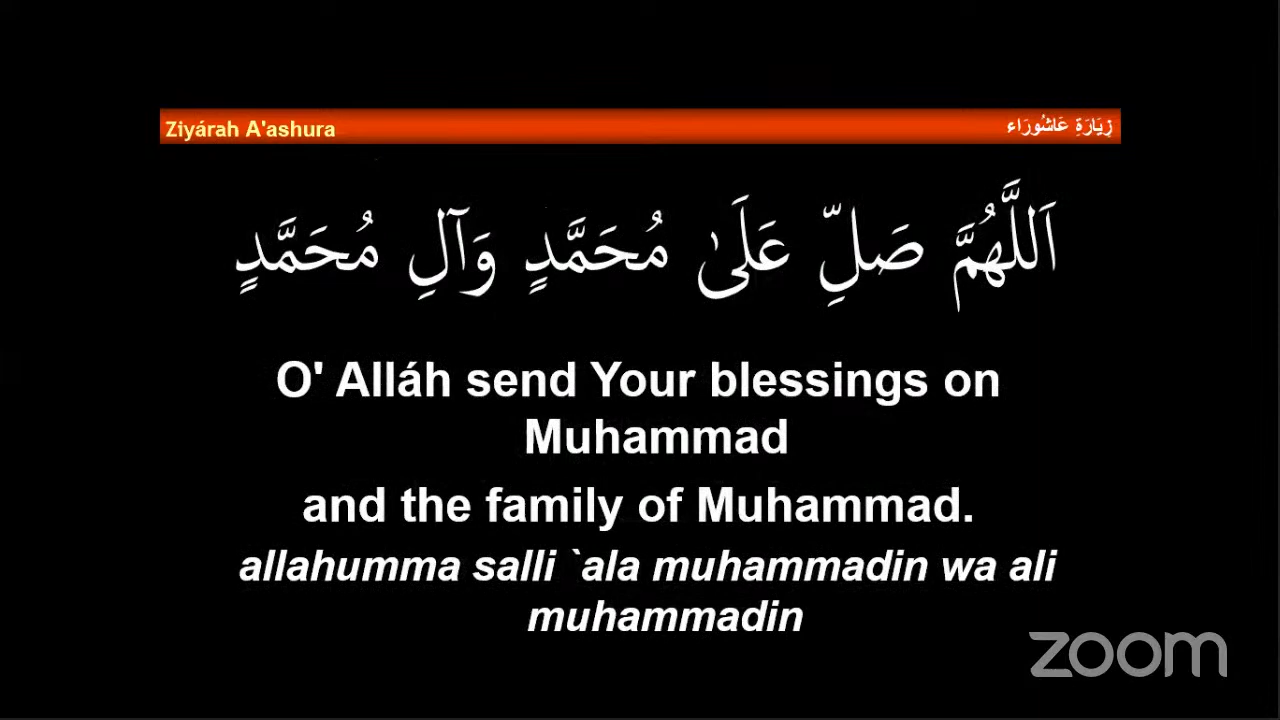 Ziyárah A'ashura
زِيَارَةِ عَاشُورَاء
اَللَّهُمَّ صَلِّ عَلَىٰ مُحَمَّدٍ وَآلِ مُحَمَّدٍ
O' Alláh send Your blessings on
Muhammad
and the family of Muhammad.
allahumma salli `ala muhammadin wa ali
muhammadin
zoom